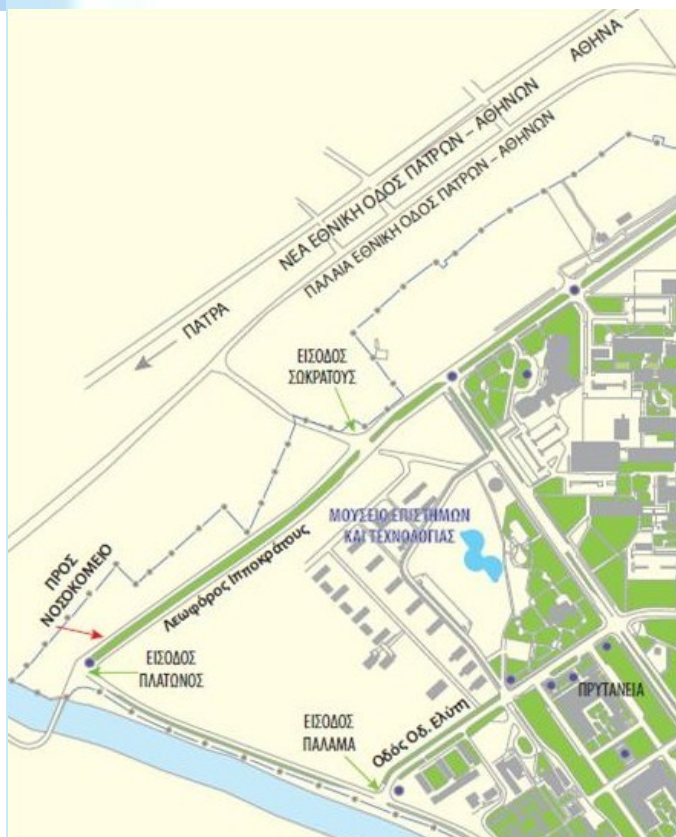 ΑΘΗΝΑ
ΝΕΑ ΕΘΝΙΚΗ ΟΔΟΣ ΠΑΤΡΩΝ – ΑΘΗΝΩΝ
ΠΑΛΑΙΑ ΕΘΝΙΚΗ ΟΔΟΣ ΠΑΤΡΩΝ – ΑΘΗΝΩΝ
ΠΑΤΡΑ
ΕΙΣΟΔΟΣ
ΣΩΚΡΑΤΟΥΣ
ΜΟΥΣΕΙΟ ΕΠΙΣΤΗΜΩΝ
ΚΑΙ ΤΕΧΝΟΛΟΓΙΑΣ
Λεωφόρος Ιπποκράτους
ΠΡΟΣ
ΝΟΣΟΚΟΜΕΙΟ
ΕΙΣΟΔΟΣ
ΠΛΑΤΩΝΟΣ
ΠΡΥΤΑΝΕΙΑ
ΕΙΣΟΔΟΣ
ΠΑΛΑΜΑ
Οδός Οδ. Ελύτη